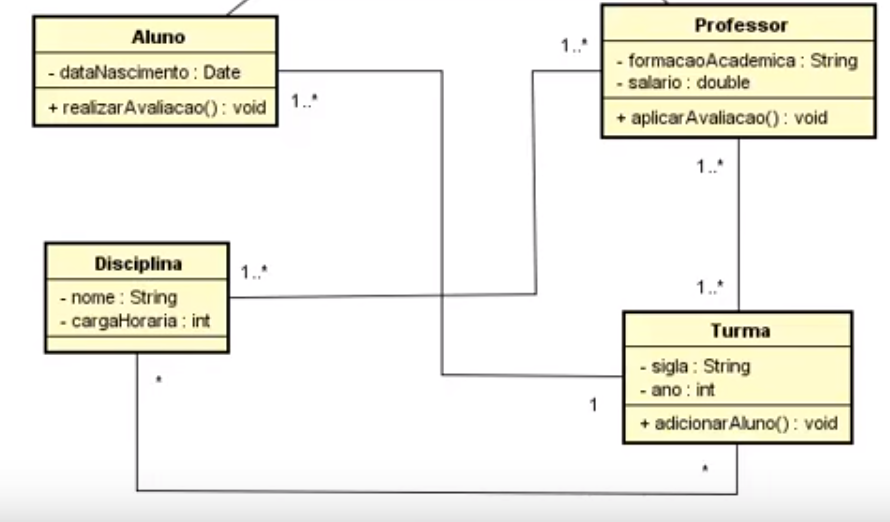 Aluno
- dataNascimento : Date
+ realizarAvaliacao() : void
1..*
Professor
- formacaoAcademica : String
- salario : double
+ aplicarAvaliacao() : void
1..*
1..*
Disciplina
- nome : String
- cargaHoraria : int
1..*
*
1..*
Turma
- sigla : String
- ano : int
+ adicionarAluno() : void
1
*